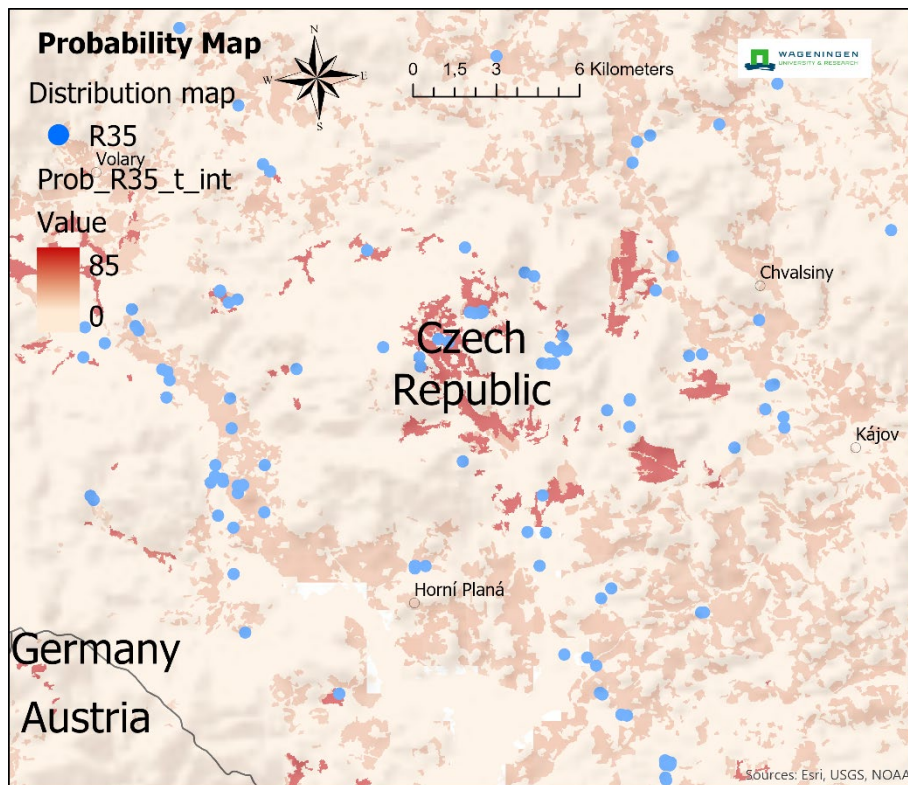 Probability Map
Distribution map
R35
Volary
Prob_R35_t_int
Value
85
0
N
W
E
S
0 1,5 3 6 Kilometers
WAGENINGEN
UNIVERSITY & RESEARCH
Chvalsiny
Czech
Republic
Kájov
Horní Planá
Germany
Austria
Sources: Esri, USGS, NOAA